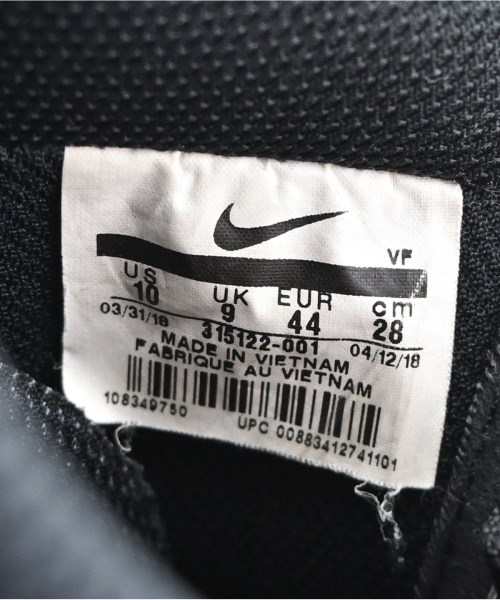 VF
US UK EUR cm
10 9 44 28
03/31/18 315122-001 04/12/18
MADE IN VIETNAM
FABRIQUE AU VIETNAM
108349750 UPC 00883412741101